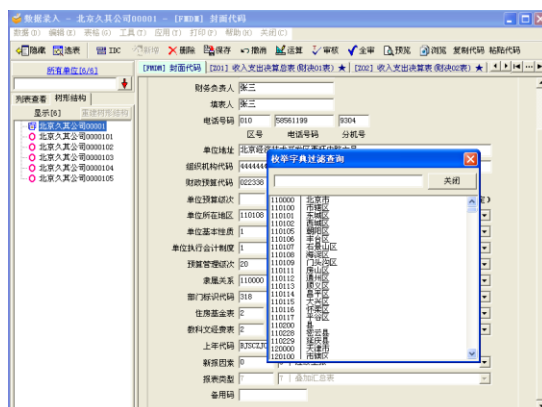 数据录入 - 北京久其公司00001 - [FMDM] 封面代码
数据(D) 编辑(E) 表格(G) 工具(T) 应用(T) 打印(P) 帮助(H) 关闭(C)
隐藏 选表 IDC 新增 删除 保存 撤消 运算 审核 全审 预览 浏览 复制代码 粘贴代码
所有单位[6/6]
[FMDM] 封面代码 [Z01] 收入支出决算总表(财决01表) ★ [Z02] 收入支出决算表(财决02表) ★
列表查看 树形结构
显示[6] 重建树形结构
北京久其公司00001
北京久其公司0000101
北京久其公司0000102
北京久其公司0000103
北京久其公司0000104
北京久其公司0000105
财务负责人 张三
填表人 张三
电话号码 010 58561199 9304
区号 电话号码 分机号
单位地址
组织机构代码
财政预算代码 022338
单位预算级次
单位所在地区 110108
单位基本性质 1
单位执行会计制度 1
预算管理级次 20
隶属关系 110000
部门标识代码 318
住房基金表 2
教科文经费表 2
上年代码
新报因素 0
报表类型 7 7 | 叠加汇总表
备用码
枚举字典过滤查询
关闭
110000 | 北京市
110100 | 市辖区
110101 | 东城区
110102 | 西城区
110105 | 朝阳区
110106 | 丰台区
110107 | 石景山区
110108 | 海淀区
110109 | 门头沟区
110111 | 房山区
110112 | 通州区
110113 | 顺义区
110114 | 昌平区
110115 | 大兴区
110116 | 怀柔区
110117 | 平谷区
110200 | 县
110228 | 密云县
110229 | 延庆县
120000 | 天津市
120100 | 市辖区